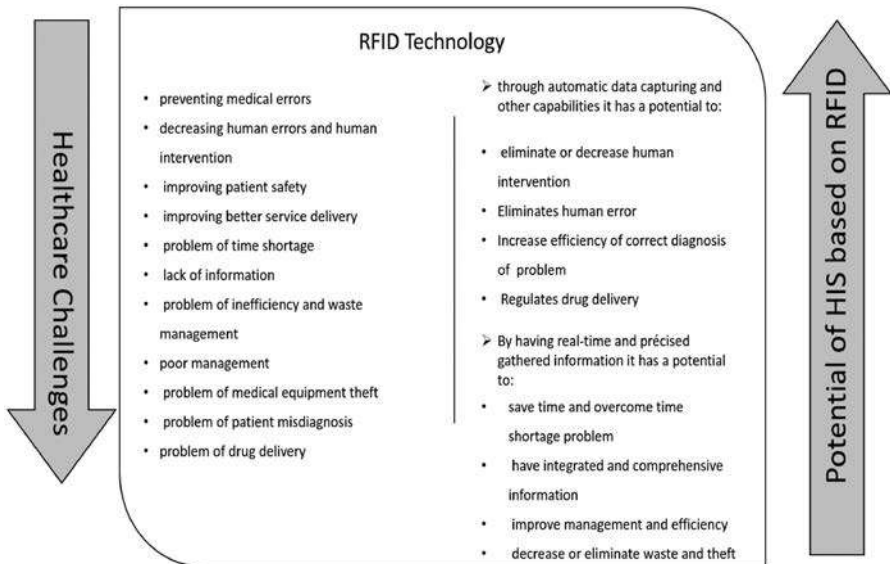 Healthcare Challenges
RFID Technology
• preventing medical errors
• decreasing human errors and human
intervention
• improving patient safety
• improving better service delivery
• problem of time shortage
• lack of information
• problem of inefficiency and waste
management
• poor management
• problem of medical equipment theft
• problem of patient misdiagnosis
• problem of drug delivery
➢ through automatic data capturing and
other capabilities it has a potential to:
• eliminate or decrease human
intervention
• Eliminates human error
• Increase efficiency of correct diagnosis
of problem
• Regulates drug delivery
➢ By having real-time and précised
gathered information it has a potential
to:
• save time and overcome time
shortage problem
• have integrated and comprehensive
information
• improve management and efficiency
• decrease or eliminate waste and theft
Potential of HIS based on RFID